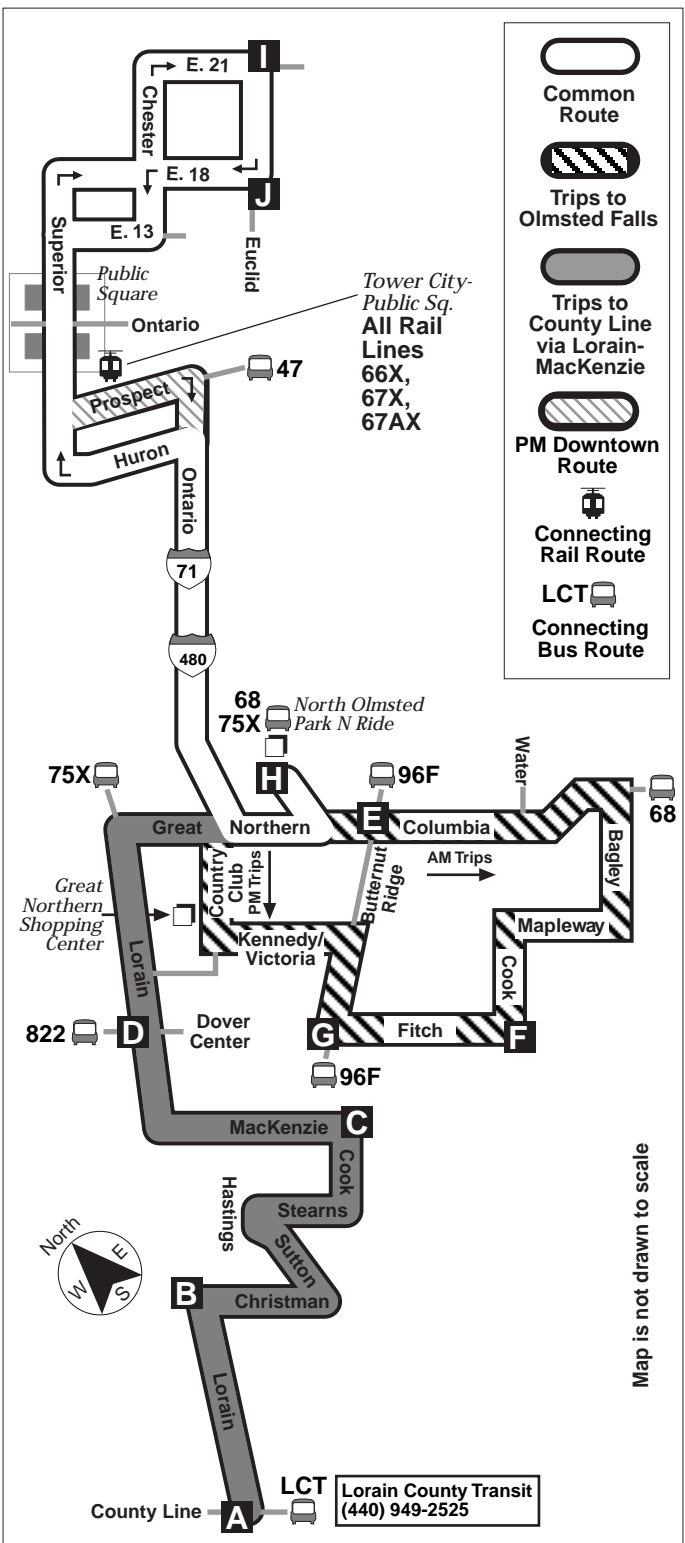 E. 21
I
Chester
E. 18
J
E. 13
Superior
Euclid
Public
Square
Ontario
Tower City-
Public Sq.
All Rail
Lines
66X,
67X,
67AX
47
Prospect
Huron
Ontario
71
480
Common
Route
Trips to
Olmsted Falls
Trips to
County Line
via Lorain-
MacKenzie
PM Downtown
Route
Connecting
Rail Route
LCT
Connecting
Bus Route
68
75X
North Olmsted
Park N Ride
H
75X
96F
Water
68
Great
Northern
E
Columbia
Bagley
Country
Club
PM Trips
Butternut
Ridge
AM Trips
Great
Northern
Shopping
Center
Kennedy/
Victoria
Mapleway
Lorain
Cook
822
D
Dover
Center
G
Fitch
F
96F
MacKenzie
C
Cook
Hastings
Stearns
Sutton
North
E
W
S
B
Christman
Lorain
Map is not drawn to scale
County Line
A
LCT
Lorain County Transit
(440) 949-2525